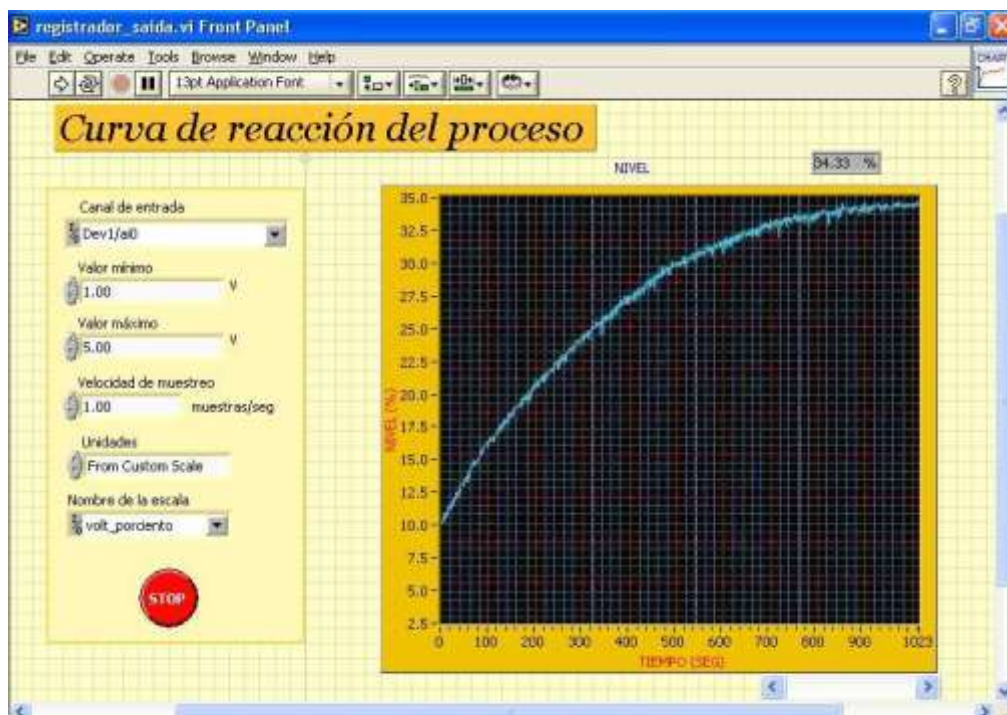 registrador_saida.vi Front Panel
File Edit Operate Tools Browse Window Help
13pt Application Font
CHART
Curva de reacción del proceso
NIVEL
34.33 %
Canal de entrada
Dev1/ai0
Valor mínimo
1.00 V
Valor máximo
5.00 V
Velocidad de muestreo
1.00 muestras/seg
Unidades
From Custom Scale
Nombre de la escala
volt_porciento
STOP
NIVEL (%)
35.0
32.5
30.0
27.5
25.0
22.5
20.0
17.5
15.0
12.5
10.0
7.5
5.0
2.5
0 100 200 300 400 500 600 700 800 900 1023
TIEMPO (SEG)